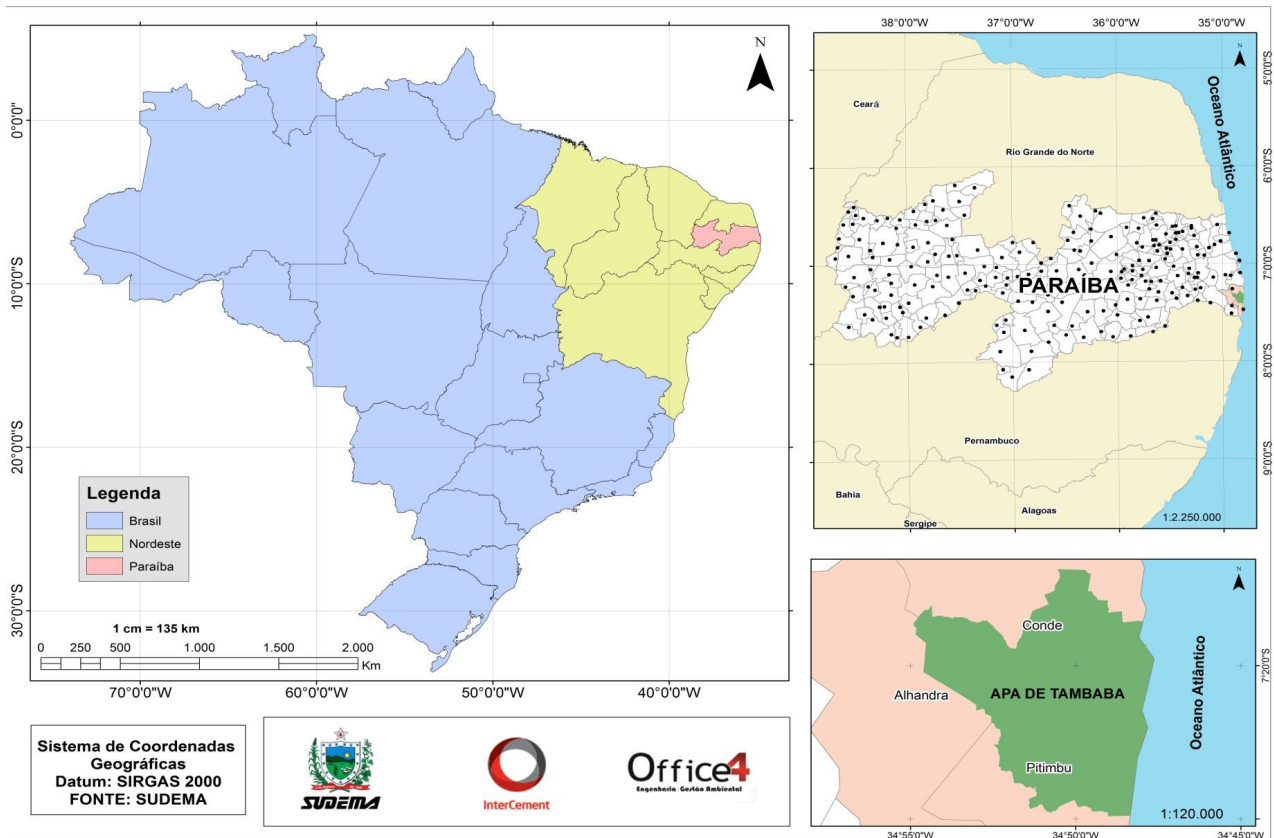 N
0°0'0"
10°0'0"S
20°0'0"S
30°0'0"S
70°0'0"W
60°0'0"W
50°0'0"W
40°0'0"W
Legenda
Brasil
Nordeste
Paraíba
1 cm = 135 km
0 250 500 1.000 1.500 2.000
Km
38°0'0"W 37°0'0"W 36°0'0"W 35°0'0"W
N
5°0'0"S
6°0'0"S
7°0'0"S
8°0'0"S
9°0'0"S
Oceano Atlântico
Ceará
Rio Grande do Norte
PARAÍBA
Pernambuco
Bahia
Alagoas
Sergipe
1:2.250.000
N
Conde
Alhandra
APA DE TAMBABA
Pitimbu
Oceano Atlântico
7°20'0"S
1:120.000
34°55'0"W 34°50'0"W 34°45'0"W
Sistema de Coordenadas
Geográficas
Datum: SIRGAS 2000
FONTE: SUDEMA
SUDEMA
InterCement
Office4
Engenharia Gestão Ambiental